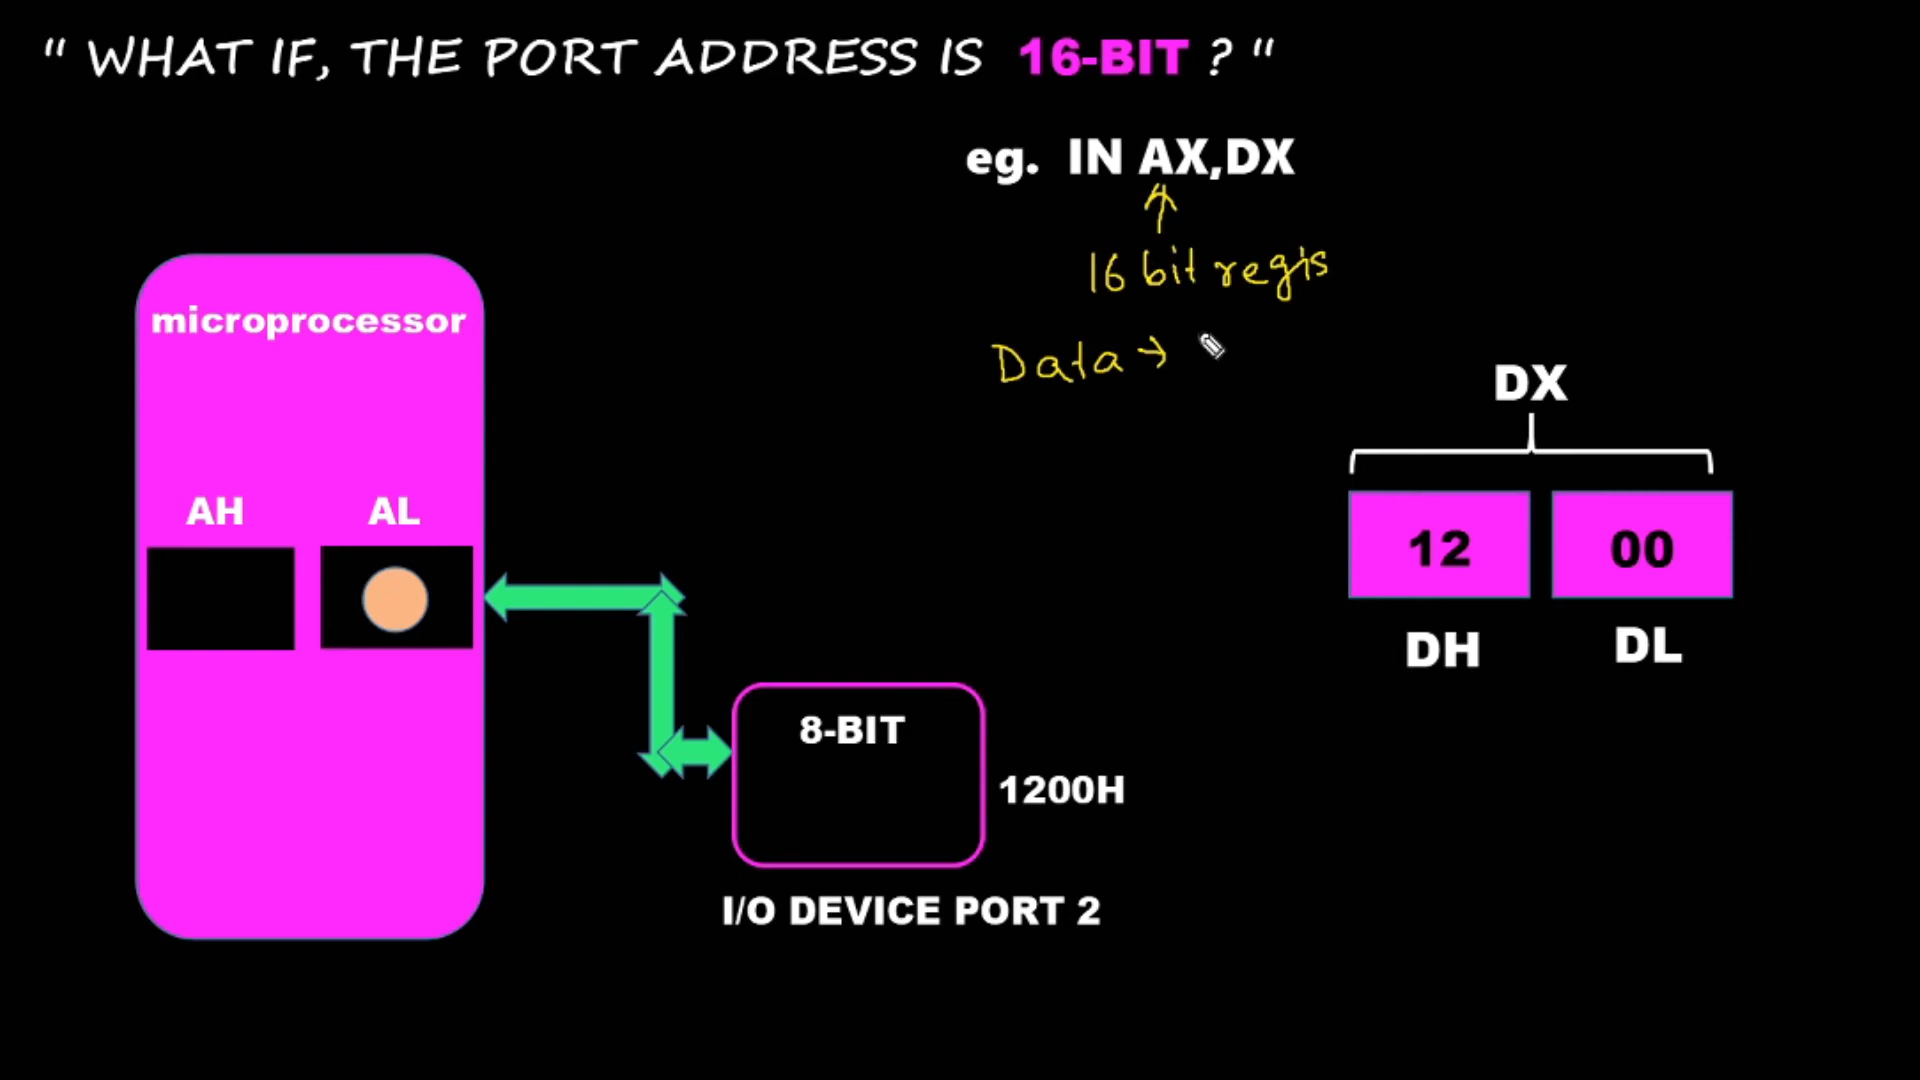 " WHAT IF, THE PORT ADDRESS IS 16-BIT ? "
eg. IN AX,DX
16 bit regis
Data →
microprocessor
DX
AH AL
12 00
DH DL
8-BIT
1200H
I/O DEVICE PORT 2